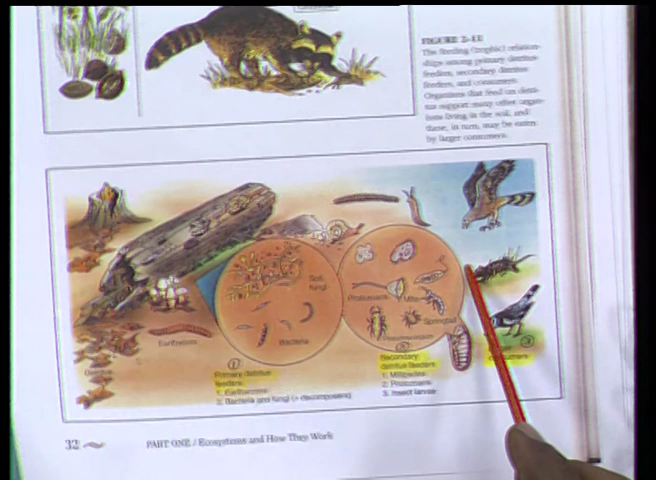 FIGURE 2-11
The feeding (trophic) relation-
ships among primary detritus
feeders, secondary detritus
feeders, and consumers.
Organisms that feed on detri-
tus support many other organ-
isms living in the soil, and
these, in turn, may be eaten
by larger consumers.
Soil
fungi
Protozoans
Mite
Springtail
Earthworm
Bacteria
Detritus
Primary detritus
feeders:
1. Earthworms
2. Bacteria and fungi (= decomposing)
Secondary
detritus feeders
1. Millipedes
2. Protozoans
3. Insect larvae
32
PART ONE / Ecosystems and How They Work